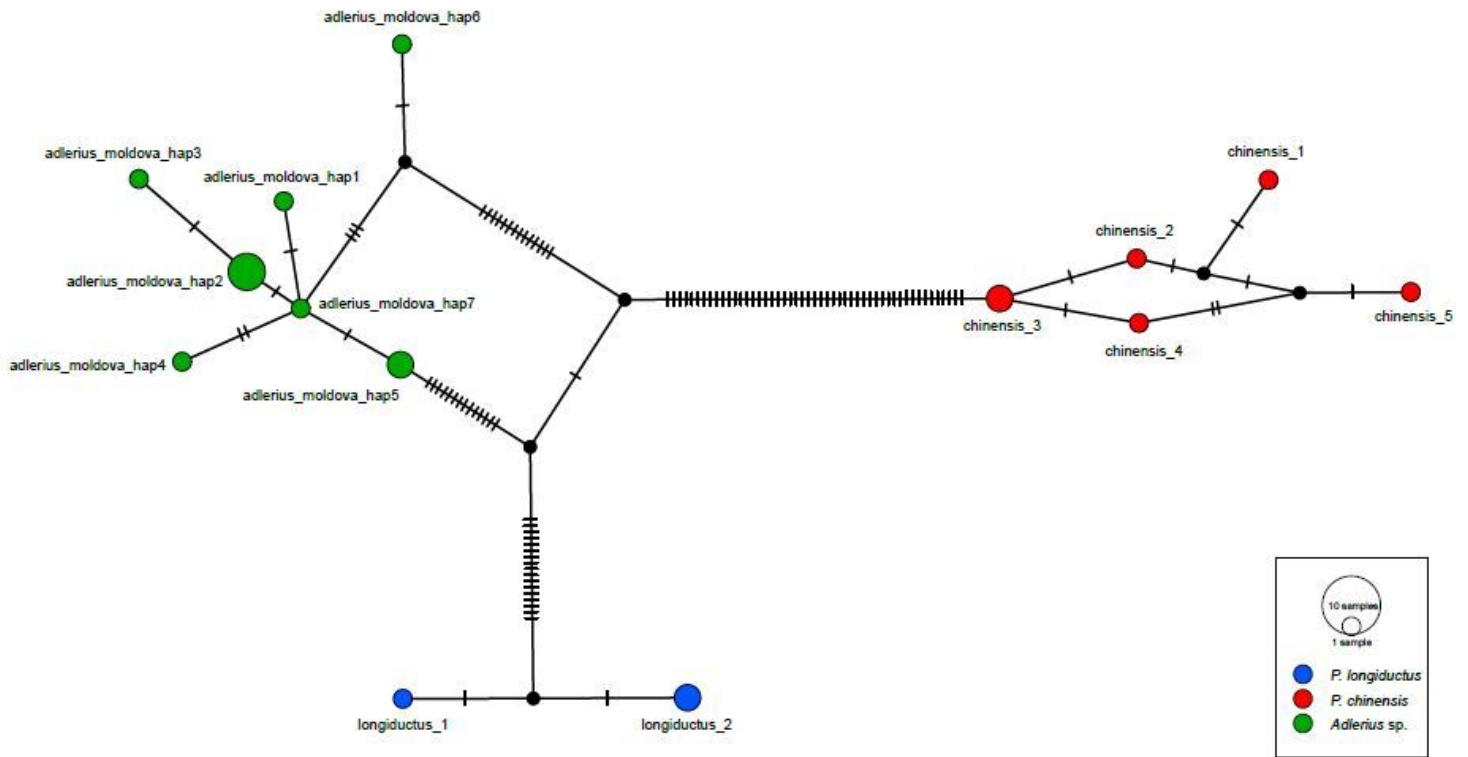 adlerius_moldova_hap6
adlerius_moldova_hap3
adlerius_moldova_hap1
adlerius_moldova_hap2
adlerius_moldova_hap7
adlerius_moldova_hap4
adlerius_moldova_hap5
chinensis_1
chinensis_2
chinensis_3
chinensis_4
chinensis_5
longiductus_1
longiductus_2
10 samples
1 sample
P. longiductus
P. chinensis
Adlerius sp.